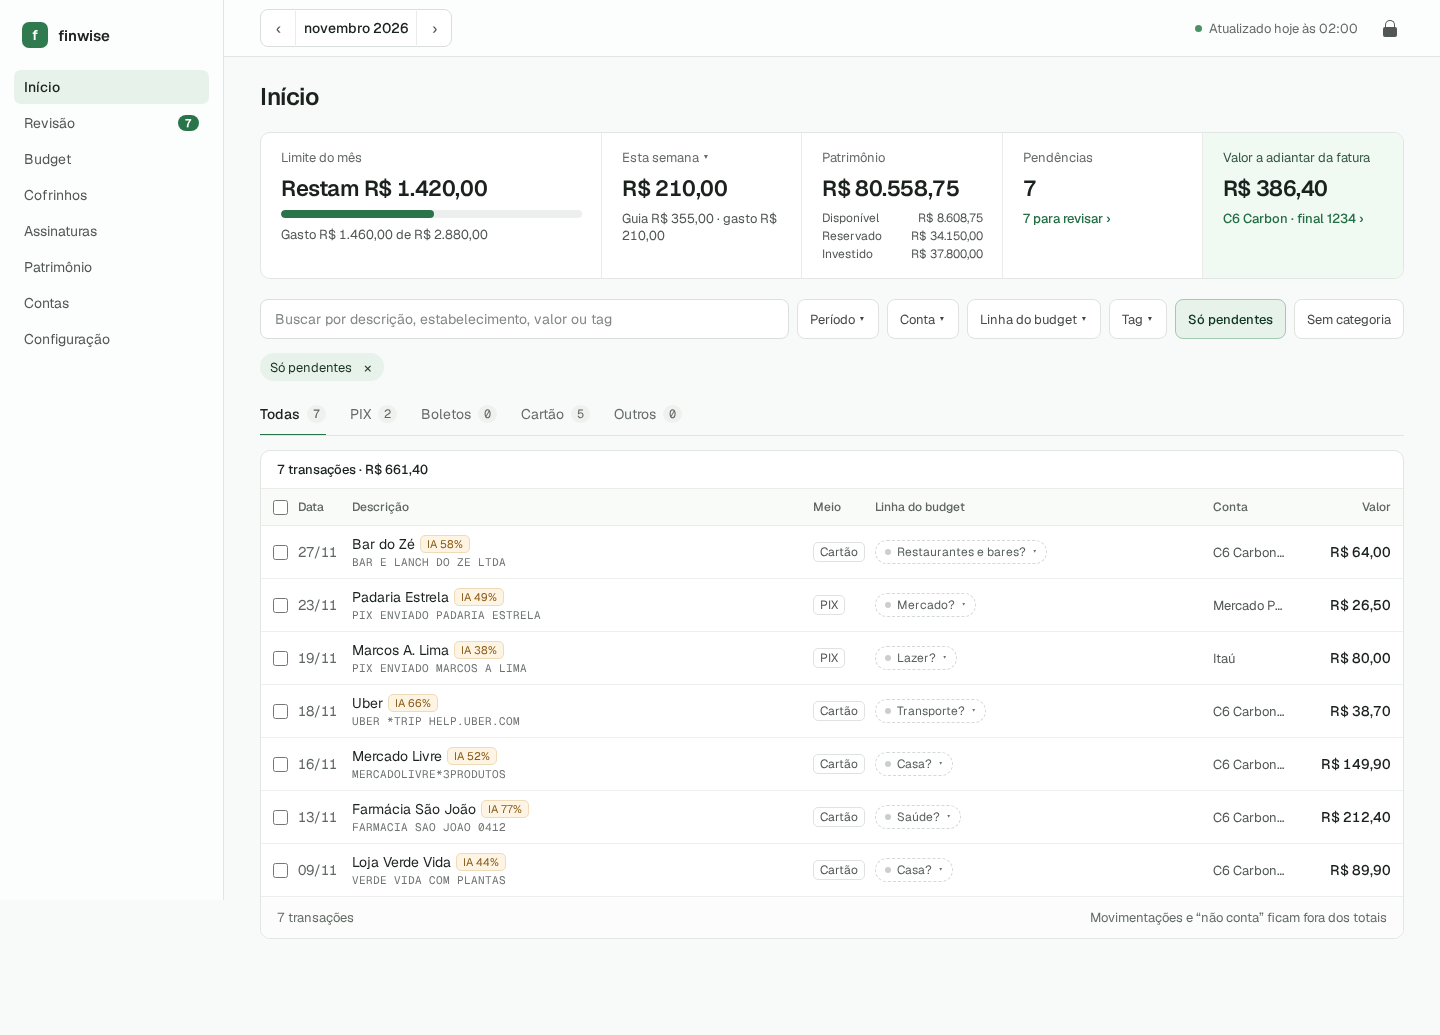 f finwise
‹ novembro 2026 ›
Atualizado hoje às 02:00
Início
Revisão 7
Budget
Cofrinhos
Assinaturas
Patrimônio
Contas
Configuração
Início
Limite do mês
Restam R$ 1.420,00
Gasto R$ 1.460,00 de R$ 2.880,00
Esta semana
R$ 210,00
Guia R$ 355,00 · gasto R$
210,00
Patrimônio
R$ 80.558,75
Disponível R$ 8.608,75
Reservado R$ 34.150,00
Investido R$ 37.800,00
Pendências
7
7 para revisar ›
Valor a adiantar da fatura
R$ 386,40
C6 Carbon · final 1234 ›
Buscar por descrição, estabelecimento, valor ou tag
Período Conta Linha do budget Tag Só pendentes Sem categoria
Só pendentes ×
Todas 7 PIX 2 Boletos 0 Cartão 5 Outros 0
7 transações · R$ 661,40
Data Descrição Meio Linha do budget Conta Valor
27/11 Bar do Zé IA 58% Cartão Restaurantes e bares? C6 Carbon… R$ 64,00
BAR E LANCH DO ZE LTDA
23/11 Padaria Estrela IA 49% PIX Mercado? Mercado P… R$ 26,50
PIX ENVIADO PADARIA ESTRELA
19/11 Marcos A. Lima IA 38% PIX Lazer? Itaú R$ 80,00
PIX ENVIADO MARCOS A LIMA
18/11 Uber IA 66% Cartão Transporte? C6 Carbon… R$ 38,70
UBER *TRIP HELP.UBER.COM
16/11 Mercado Livre IA 52% Cartão Casa? C6 Carbon… R$ 149,90
MERCADOLIVRE*3PRODUTOS
13/11 Farmácia São João IA 77% Cartão Saúde? C6 Carbon… R$ 212,40
FARMACIA SAO JOAO 0412
09/11 Loja Verde Vida IA 44% Cartão Casa? C6 Carbon… R$ 89,90
VERDE VIDA COM PLANTAS
7 transações
Movimentações e “não conta” ficam fora dos totais